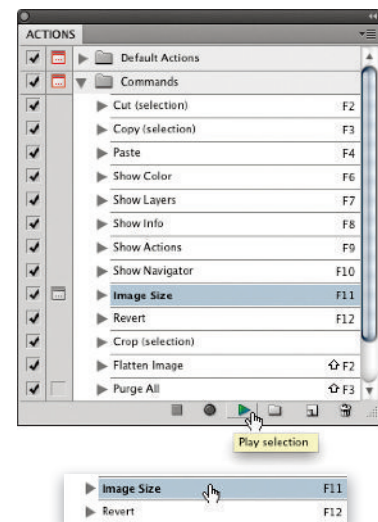 ACTIONS
Default Actions
Commands
Cut (selection) F2
Copy (selection) F3
Paste F4
Show Color F6
Show Layers F7
Show Info F8
Show Actions F9
Show Navigator F10
Image Size F11
Revert F12
Crop (selection)
Flatten Image ⇧F2
Purge All ⇧F3
Play selection
Image Size F11
Revert F12